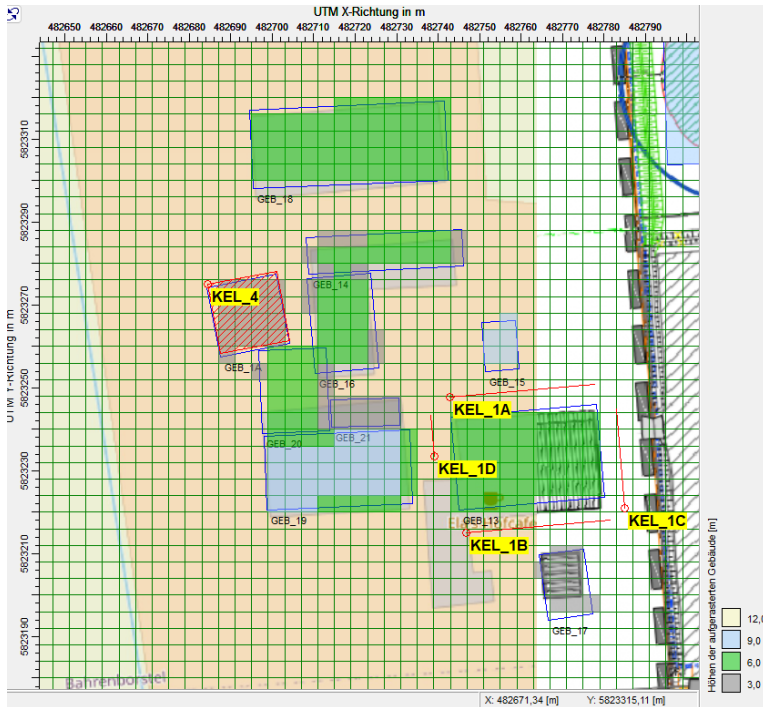 UTM X-Richtung in m
482650 482660 482670 482680 482690 482700 482710 482720 482730 482740 482750 482760 482770 482780 482790
UTM Y-Richtung in m
5823310
5823290
5823270
5823250
5823230
5823210
5823190
GEB_18
GEB_14
KEL_4
GEB_1A
GEB_16
GEB_15
KEL_1A
GEB_20
GEB_21
KEL_1D
GEB_19
GEB_13
KEL_1C
Ela's Hofcafe
KEL_1B
GEB_17
Bahrenborstel
Höhen der aufgerasterten Gebäude [m]
12,0
9,0
6,0
3,0
X: 482671,34 [m] Y: 5823315,11 [m]